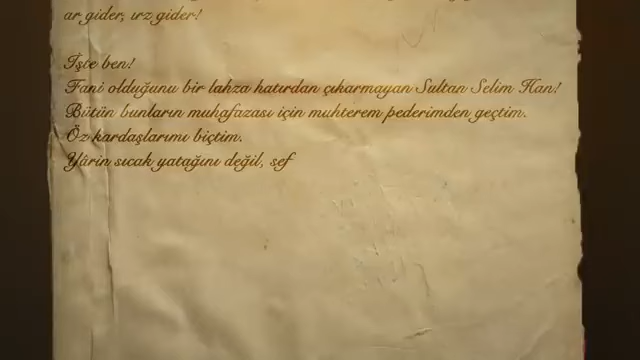 ar gider, ırz gider!
İşte ben!
Fani olduğunu bir lahza hatırdan çıkarmayan Sultan Selim Han!
Bütün bunların muhafazası için muhterem pederimden geçtim.
Öz kardaşlarımı biçtim.
Yârin sıcak yatağını değil, sef